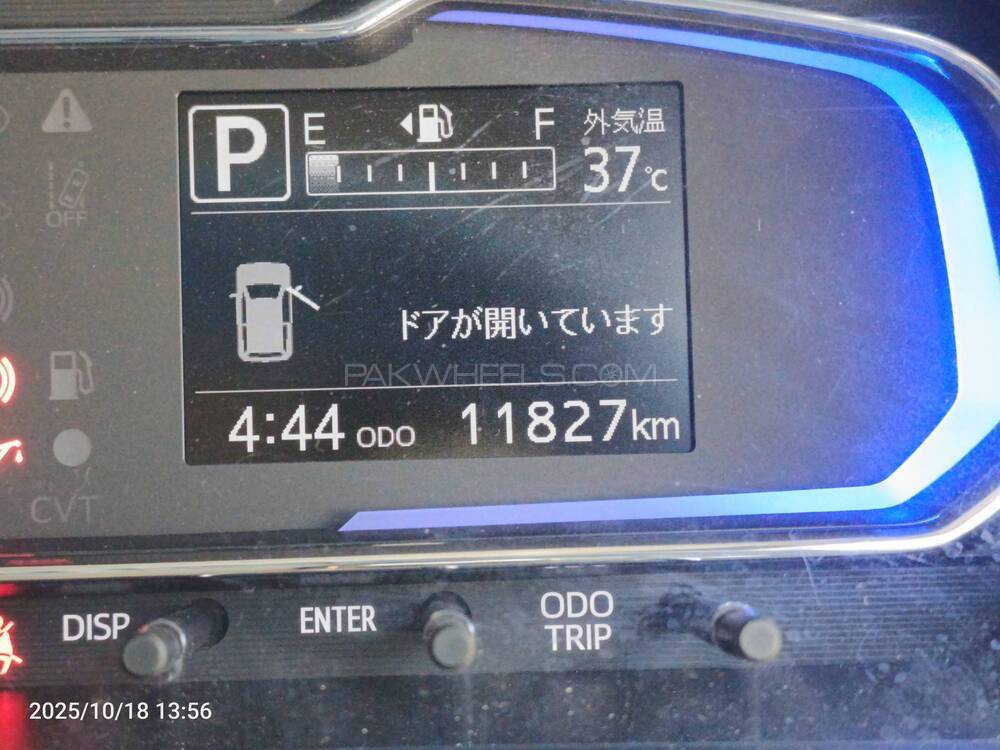 P
E F 外気温
37℃
ドアが開いています
PAKWHEELS.COM
4:44 ODO 11827km
OFF
CVT
DISP ENTER ODO
TRIP
2025/10/18 13:56